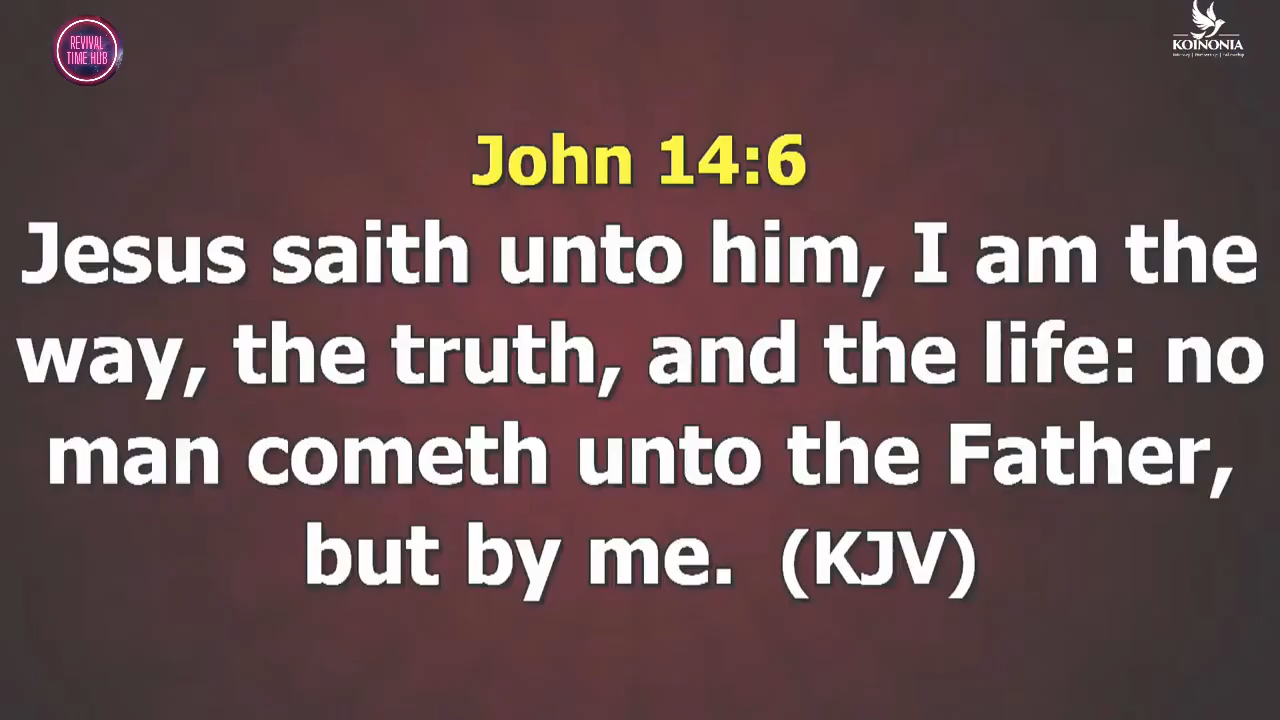 REVIVAL
TIME HUB
KOINONIA
John 14:6
Jesus saith unto him, I am the
way, the truth, and the life: no
man cometh unto the Father,
but by me. (KJV)